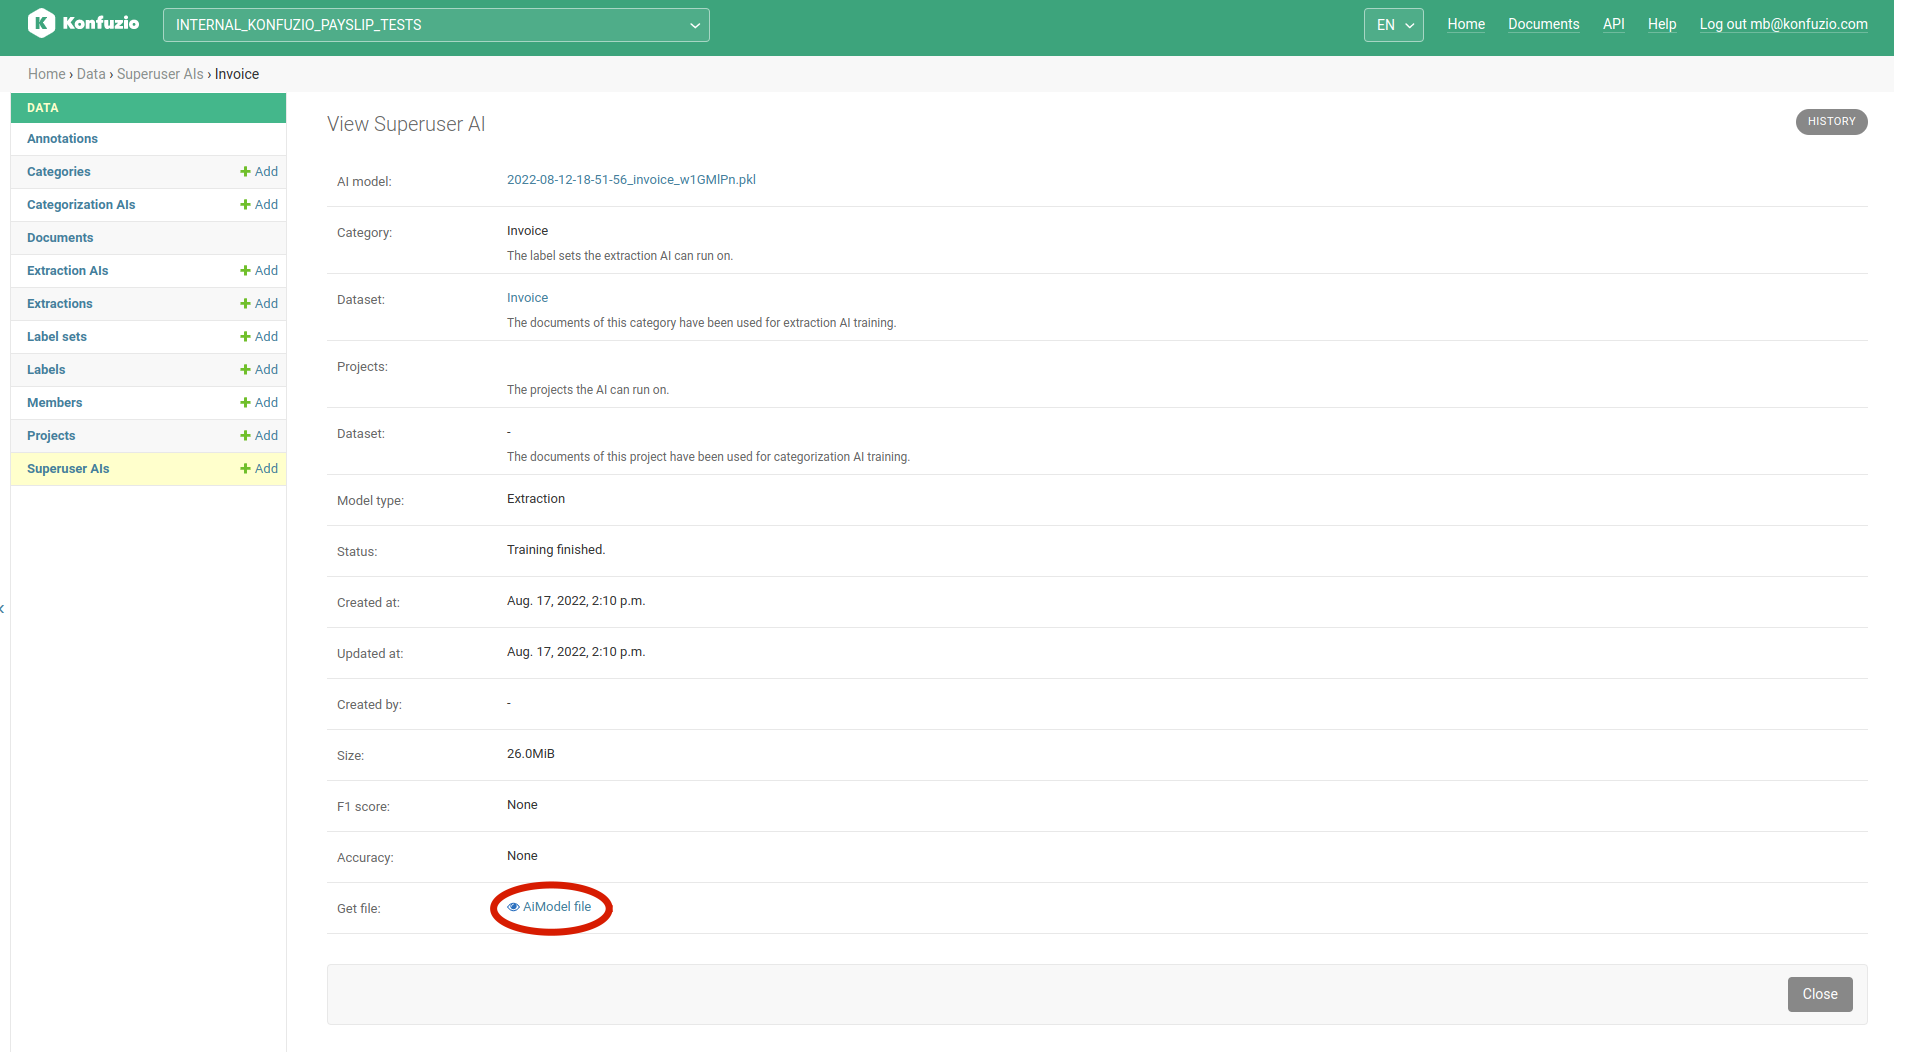 Konfuzio
INTERNAL_KONFUZIO_PAYSLIP_TESTS
EN
Home
Documents
API
Help
Log out mb@konfuzio.com
Home › Data › Superuser AIs › Invoice
DATA
Annotations
Categories Add
Categorization AIs Add
Documents
Extraction AIs Add
Extractions Add
Label sets Add
Labels Add
Members Add
Projects Add
Superuser AIs Add
View Superuser AI
HISTORY
AI model: 2022-08-12-18-51-56_invoice_w1GMlPn.pkl
Category: Invoice
The label sets the extraction AI can run on.
Dataset: Invoice
The documents of this category have been used for extraction AI training.
Projects:
The projects the AI can run on.
Dataset: -
The documents of this project have been used for categorization AI training.
Model type: Extraction
Status: Training finished.
Created at: Aug. 17, 2022, 2:10 p.m.
Updated at: Aug. 17, 2022, 2:10 p.m.
Created by: -
Size: 26.0MiB
F1 score: None
Accuracy: None
Get file: AiModel file
Close